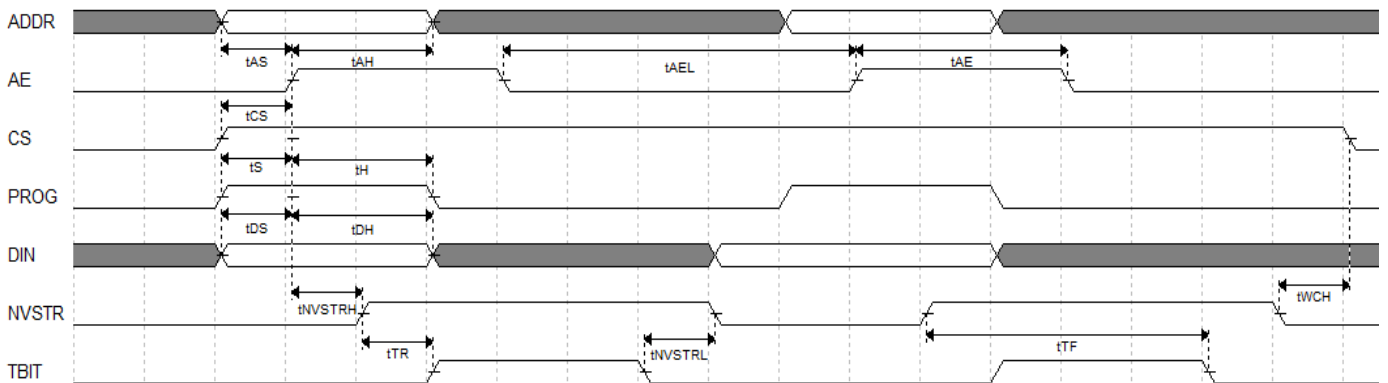 ADDR
tAS
tAH
tAEL
tAE
AE
tCS
CS
tS
tH
PROG
tDS
tDH
DIN
tNVSTRH
tWCH
NVSTR
tTR
tNVSTRL
tTF
TBIT